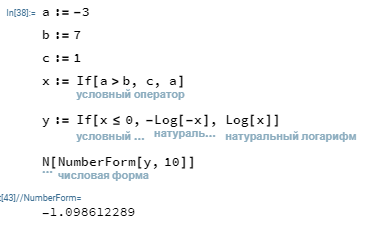 In[38]:= a := -3
b := 7
c := 1
x := If[a > b, c, a]
условный оператор
y := If[x ≤ 0, -Log[-x], Log[x]]
условный … натураль… натуральный логарифм
N[NumberForm[y, 10]]
… числовая форма
[43]//NumberForm=
-1.098612289